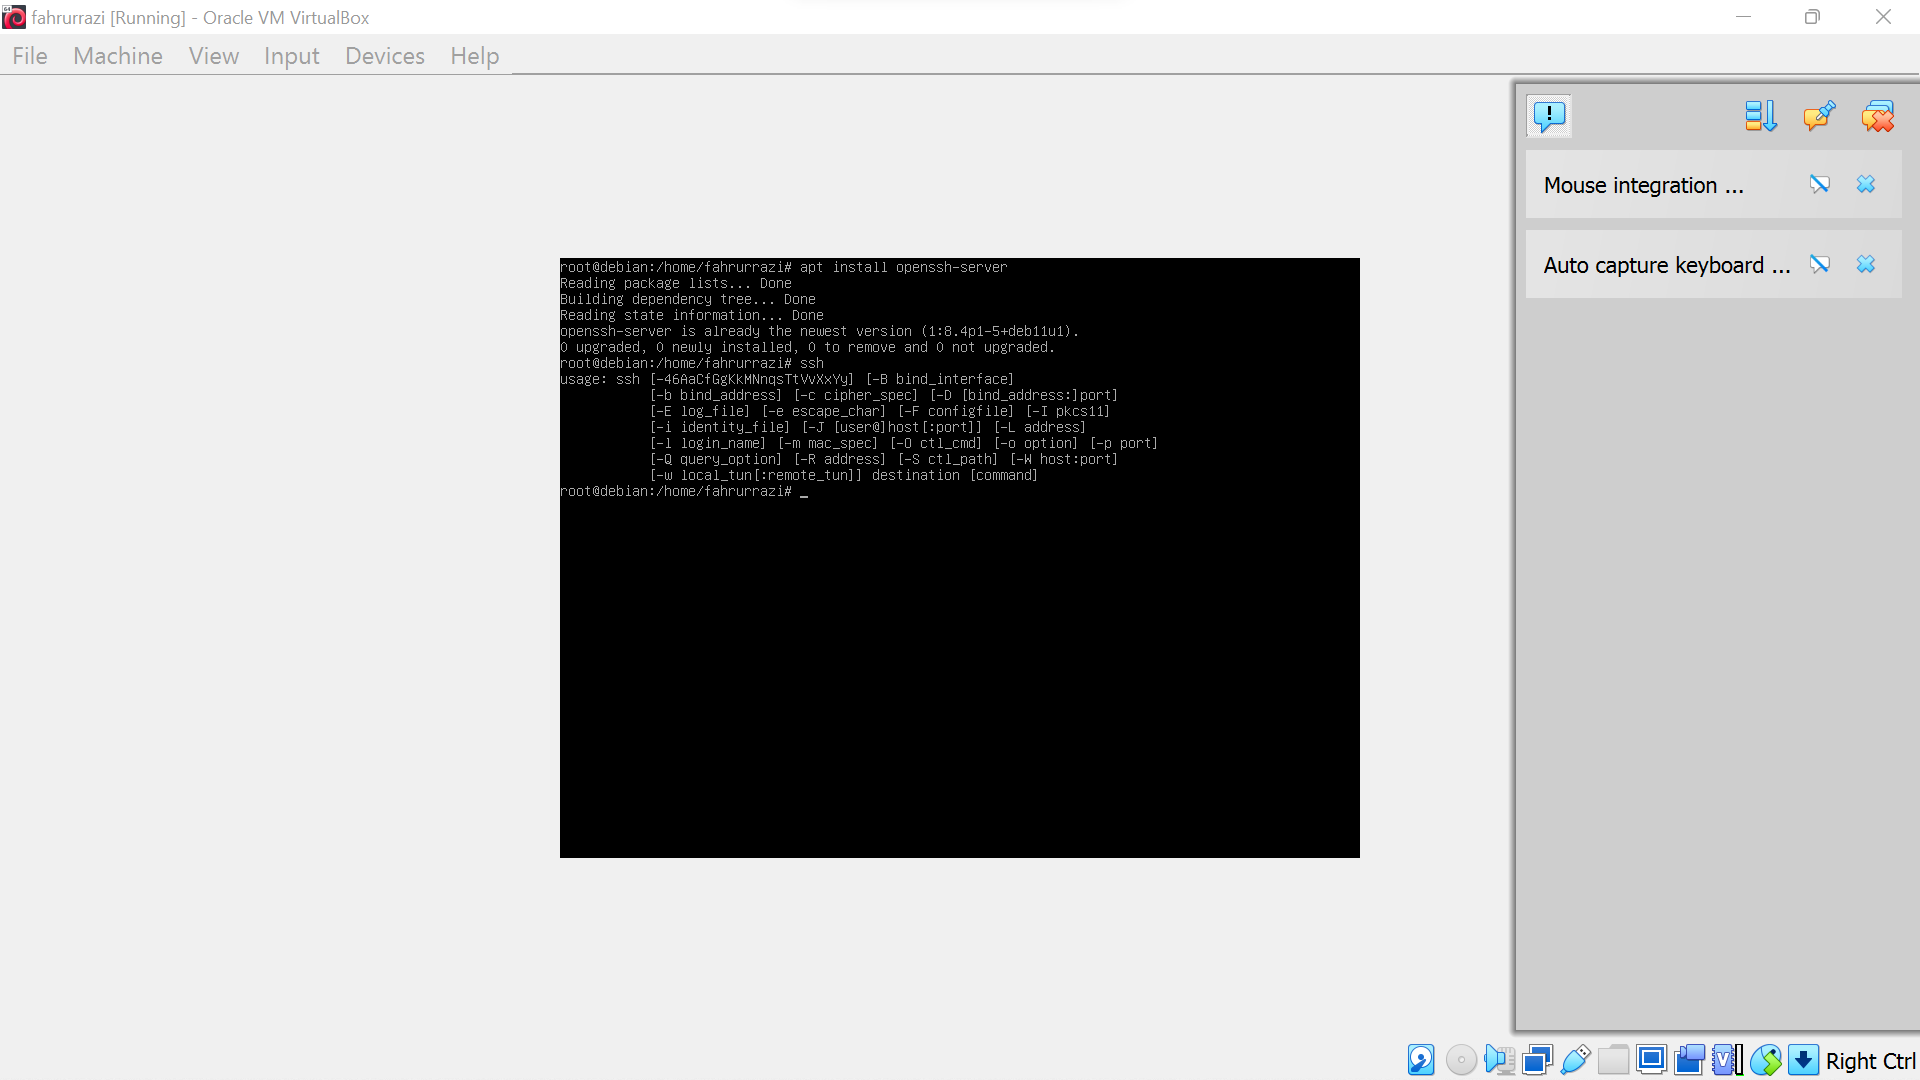 fahrurrazi [Running] - Oracle VM VirtualBox
File Machine View Input Devices Help
Mouse integration ...
Auto capture keyboard ...
root@debian:/home/fahrurrazi# apt install openssh-server
Reading package lists... Done
Building dependency tree... Done
Reading state information... Done
openssh-server is already the newest version (1:8.4p1-5+deb11u1).
0 upgraded, 0 newly installed, 0 to remove and 0 not upgraded.
root@debian:/home/fahrurrazi# ssh
usage: ssh [-46AaCfGgKkMNnqsTtVvXxYy] [-B bind_interface]
[-b bind_address] [-c cipher_spec] [-D [bind_address:]port]
[-E log_file] [-e escape_char] [-F configfile] [-I pkcs11]
[-i identity_file] [-J [user@]host[:port]] [-L address]
[-l login_name] [-m mac_spec] [-O ctl_cmd] [-o option] [-p port]
[-Q query_option] [-R address] [-S ctl_path] [-W host:port]
[-w local_tun[:remote_tun]] destination [command]
root@debian:/home/fahrurrazi# _
Right Ctrl